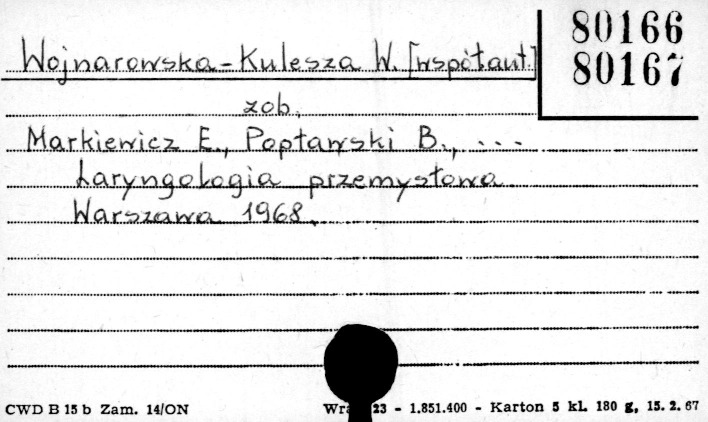 80166
80167
Wojnarowska-Kulesza W. [współaut.]
zob.
Markiewicz E., Popławski B., ...
Laryngologia przemysłowa
Warszawa 1968.
CWD B 15 b Zam. 14/ON
23 - 1.851.400 - Karton 5 kl. 180 g, 15. 2. 67